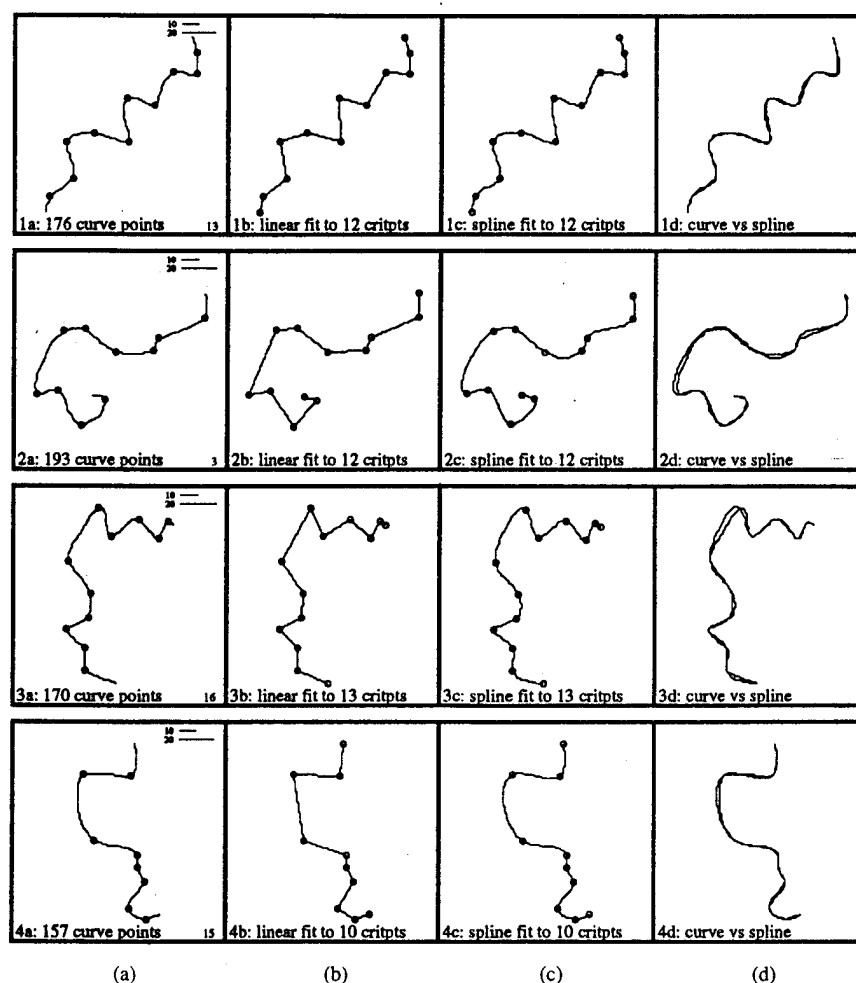 10
20
1a: 176 curve points 13
1b: linear fit to 12 critpts
1c: spline fit to 12 critpts
1d: curve vs spline
10
20
2a: 193 curve points 3
2b: linear fit to 12 critpts
2c: spline fit to 12 critpts
2d: curve vs spline
10
20
3a: 170 curve points 16
3b: linear fit to 13 critpts
3c: spline fit to 13 critpts
3d: curve vs spline
10
20
4a: 157 curve points 15
4b: linear fit to 10 critpts
4c: spline fit to 10 critpts
4d: curve vs spline
(a) (b) (c) (d)